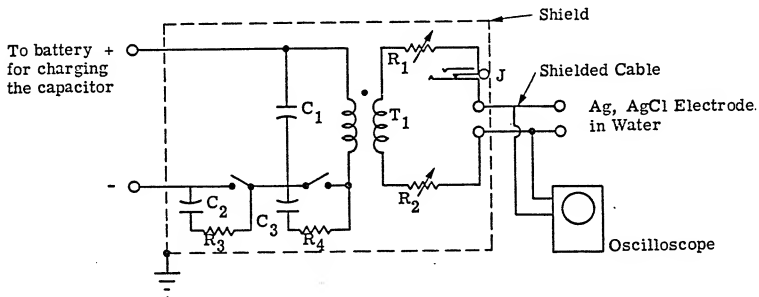 Shield
To battery +
for charging
the capacitor
R1
J
Shielded Cable
C1
T1
Ag, AgCl Electrode.
in Water
-
C2
C3
R2
R3
R4
Oscilloscope